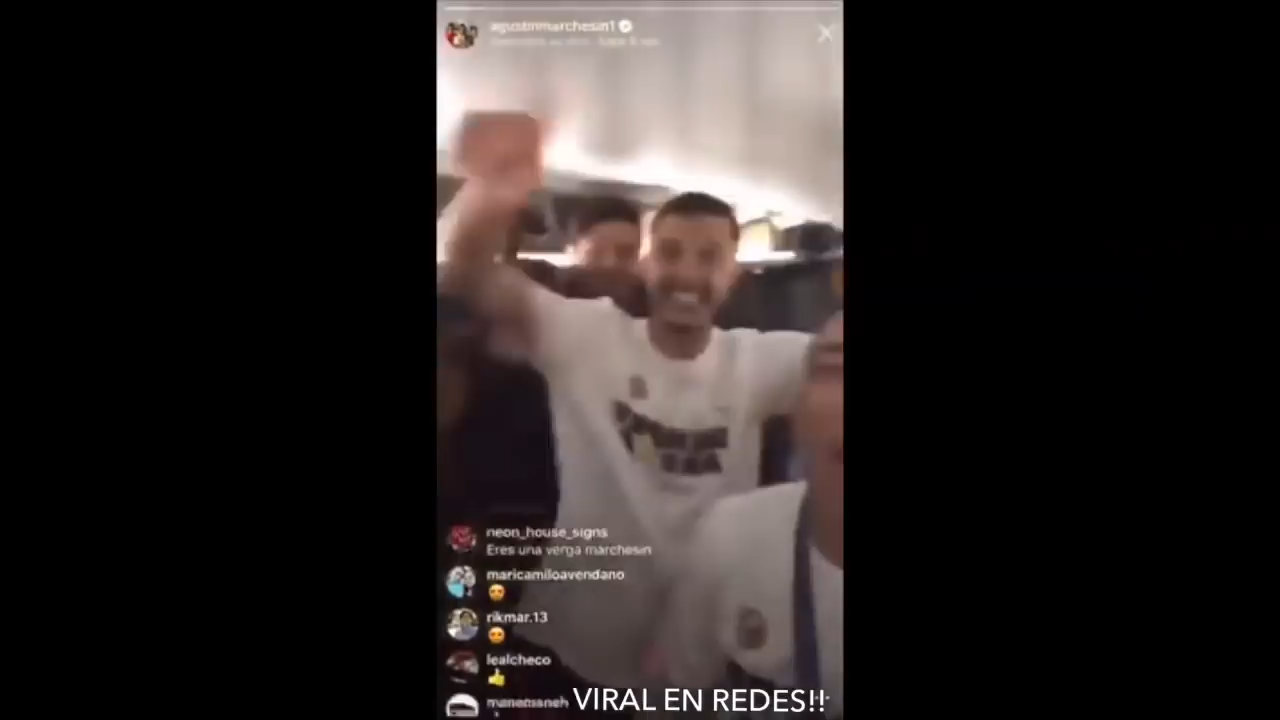 agustinmarchesin1
neon_house_signs
Eres una verga marchesin
maricamiloavendano
rikmar.13
lealcheco
VIRAL EN REDES!!